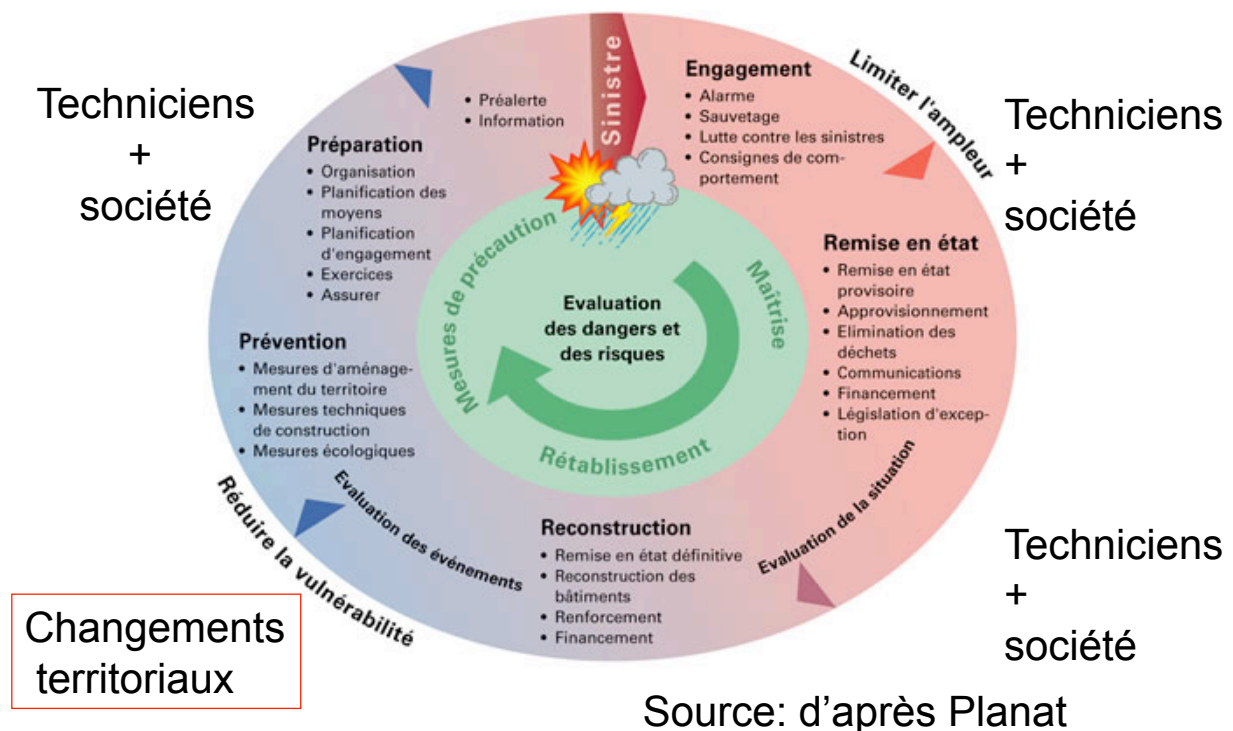 Techniciens
+
société
Sinistre
• Préalerte
• Information
Préparation
• Organisation
• Planification des
moyens
• Planification
d'engagement
• Exercices
• Assurer
Prévention
• Mesures d'aménage-
ment du territoire
• Mesures techniques
de construction
• Mesures écologiques
Engagement
• Alarme
• Sauvetage
• Lutte contre les sinistres
• Consignes de com-
portement
Limiter l'ampleur
Techniciens
+
société
Remise en état
• Remise en état
provisoire
• Approvisionnement
• Elimination des
déchets
• Communications
• Financement
• Législation d'excep-
tion
Mesures de précaution
Maîtrise
Rétablissement
Evaluation
des dangers et
des risques
Evaluation de la situation
Reconstruction
• Remise en état définitive
• Reconstruction des
bâtiments
• Renforcement
• Financement
Evaluation des événements
Réduire la vulnérabilité
Techniciens
+
société
Changements
territoriaux
Source: d'après Planat